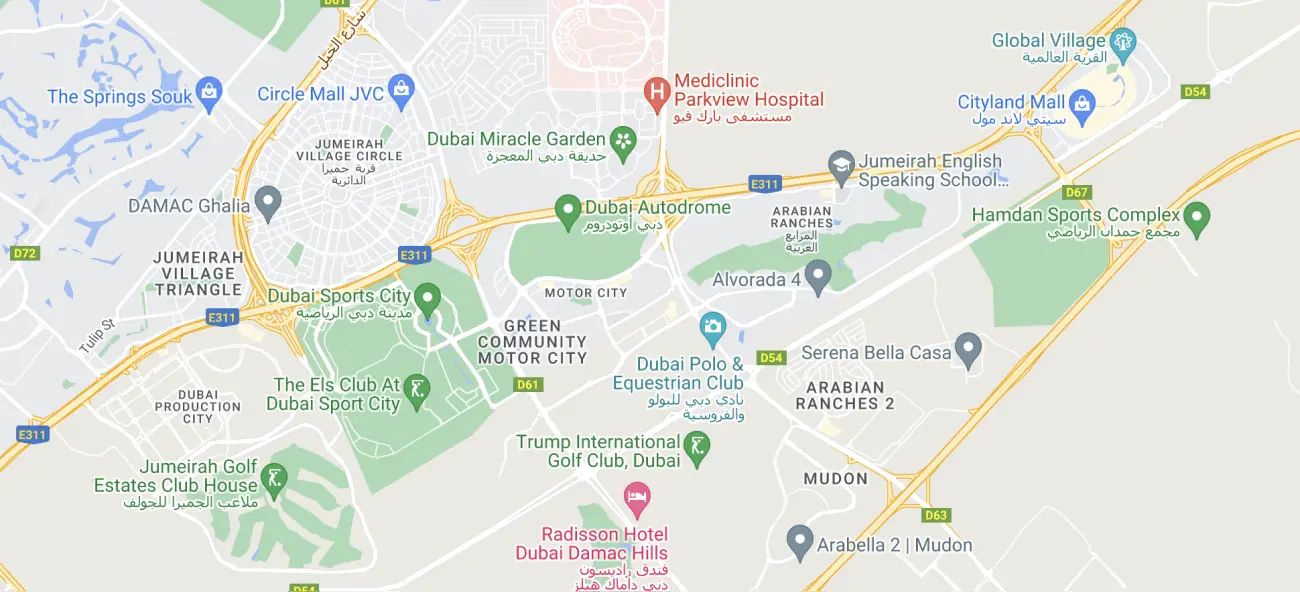 D61
شارع الخيل
The Springs Souk
Circle Mall JVC
Mediclinic
Parkview Hospital
مستشفى بارك فيو
Global Village
القرية العالمية
Cityland Mall
سيتي لاند مول
D54
Dubai Miracle Garden
حديقة دبي المعجزة
JUMEIRAH
VILLAGE CIRCLE
قرية جميرا
الدائرية
Jumeirah English
Speaking School...
E311
D67
DAMAC Ghalia
Dubai Autodrome
دبي أوتودروم
ARABIAN
RANCHES
المرابع
العربية
Hamdan Sports Complex
مجمع حمدان الرياضي
D72
E311
JUMEIRAH
VILLAGE
TRIANGLE
Alvorada 4
MOTOR CITY
Dubai Sports City
مدينة دبي الرياضية
E311
Tulip St
GREEN
COMMUNITY
MOTOR CITY
Dubai Polo &
Equestrian Club
نادي دبي للبولو
والفروسية
D54
Serena Bella Casa
The Els Club At
Dubai Sport City
D61
ARABIAN
RANCHES 2
DUBAI
PRODUCTION
CITY
E311
Trump International
Golf Club, Dubai
Jumeirah Golf
Estates Club House
ملاعب الجميرا للجولف
MUDON
D63
Radisson Hotel
Dubai Damac Hills
فندق راديسون
دبي داماك هيلز
Arabella 2 | Mudon
D54